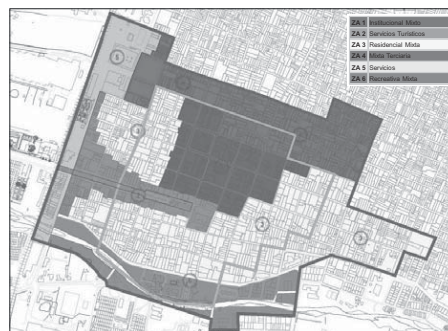 ZA 1 Institucional Mixto
ZA 2 Servicios Turísticos
ZA 3 Residencial Mixto
ZA 4 Mixta Terciaria
ZA 5 Servicios
ZA 6 Recreativa Mixta